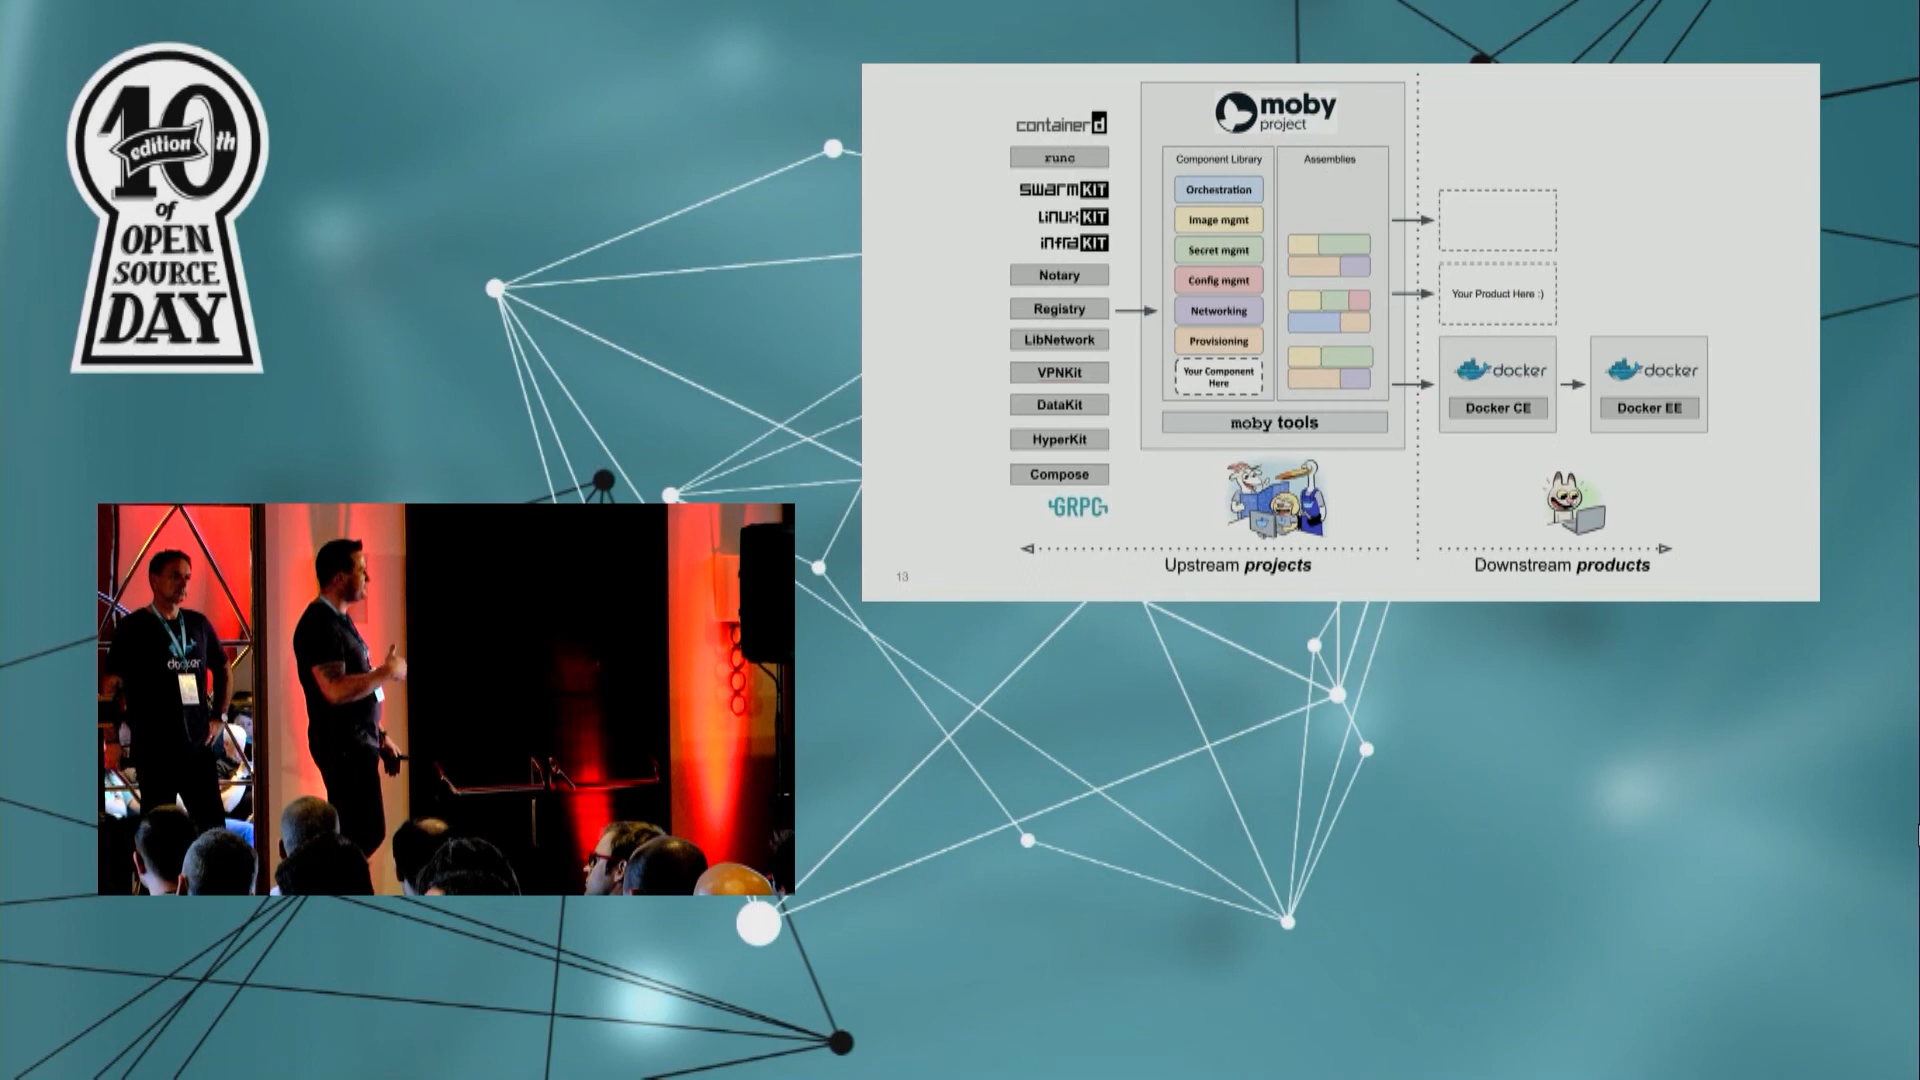 10th
edition
of
OPEN
SOURCE
DAY
containerd
runc
swarmKIT
LinuxKIT
infraKIT
Notary
Registry
LibNetwork
VPNKit
DataKit
HyperKit
Compose
GRPC
moby
project
Component Library
Orchestration
Image mgmt
Secret mgmt
Config mgmt
Networking
Provisioning
Your Component
Here
Assemblies
moby tools
Your Product Here :)
docker
Docker CE
docker
Docker EE
Upstream projects
Downstream products
13
docker